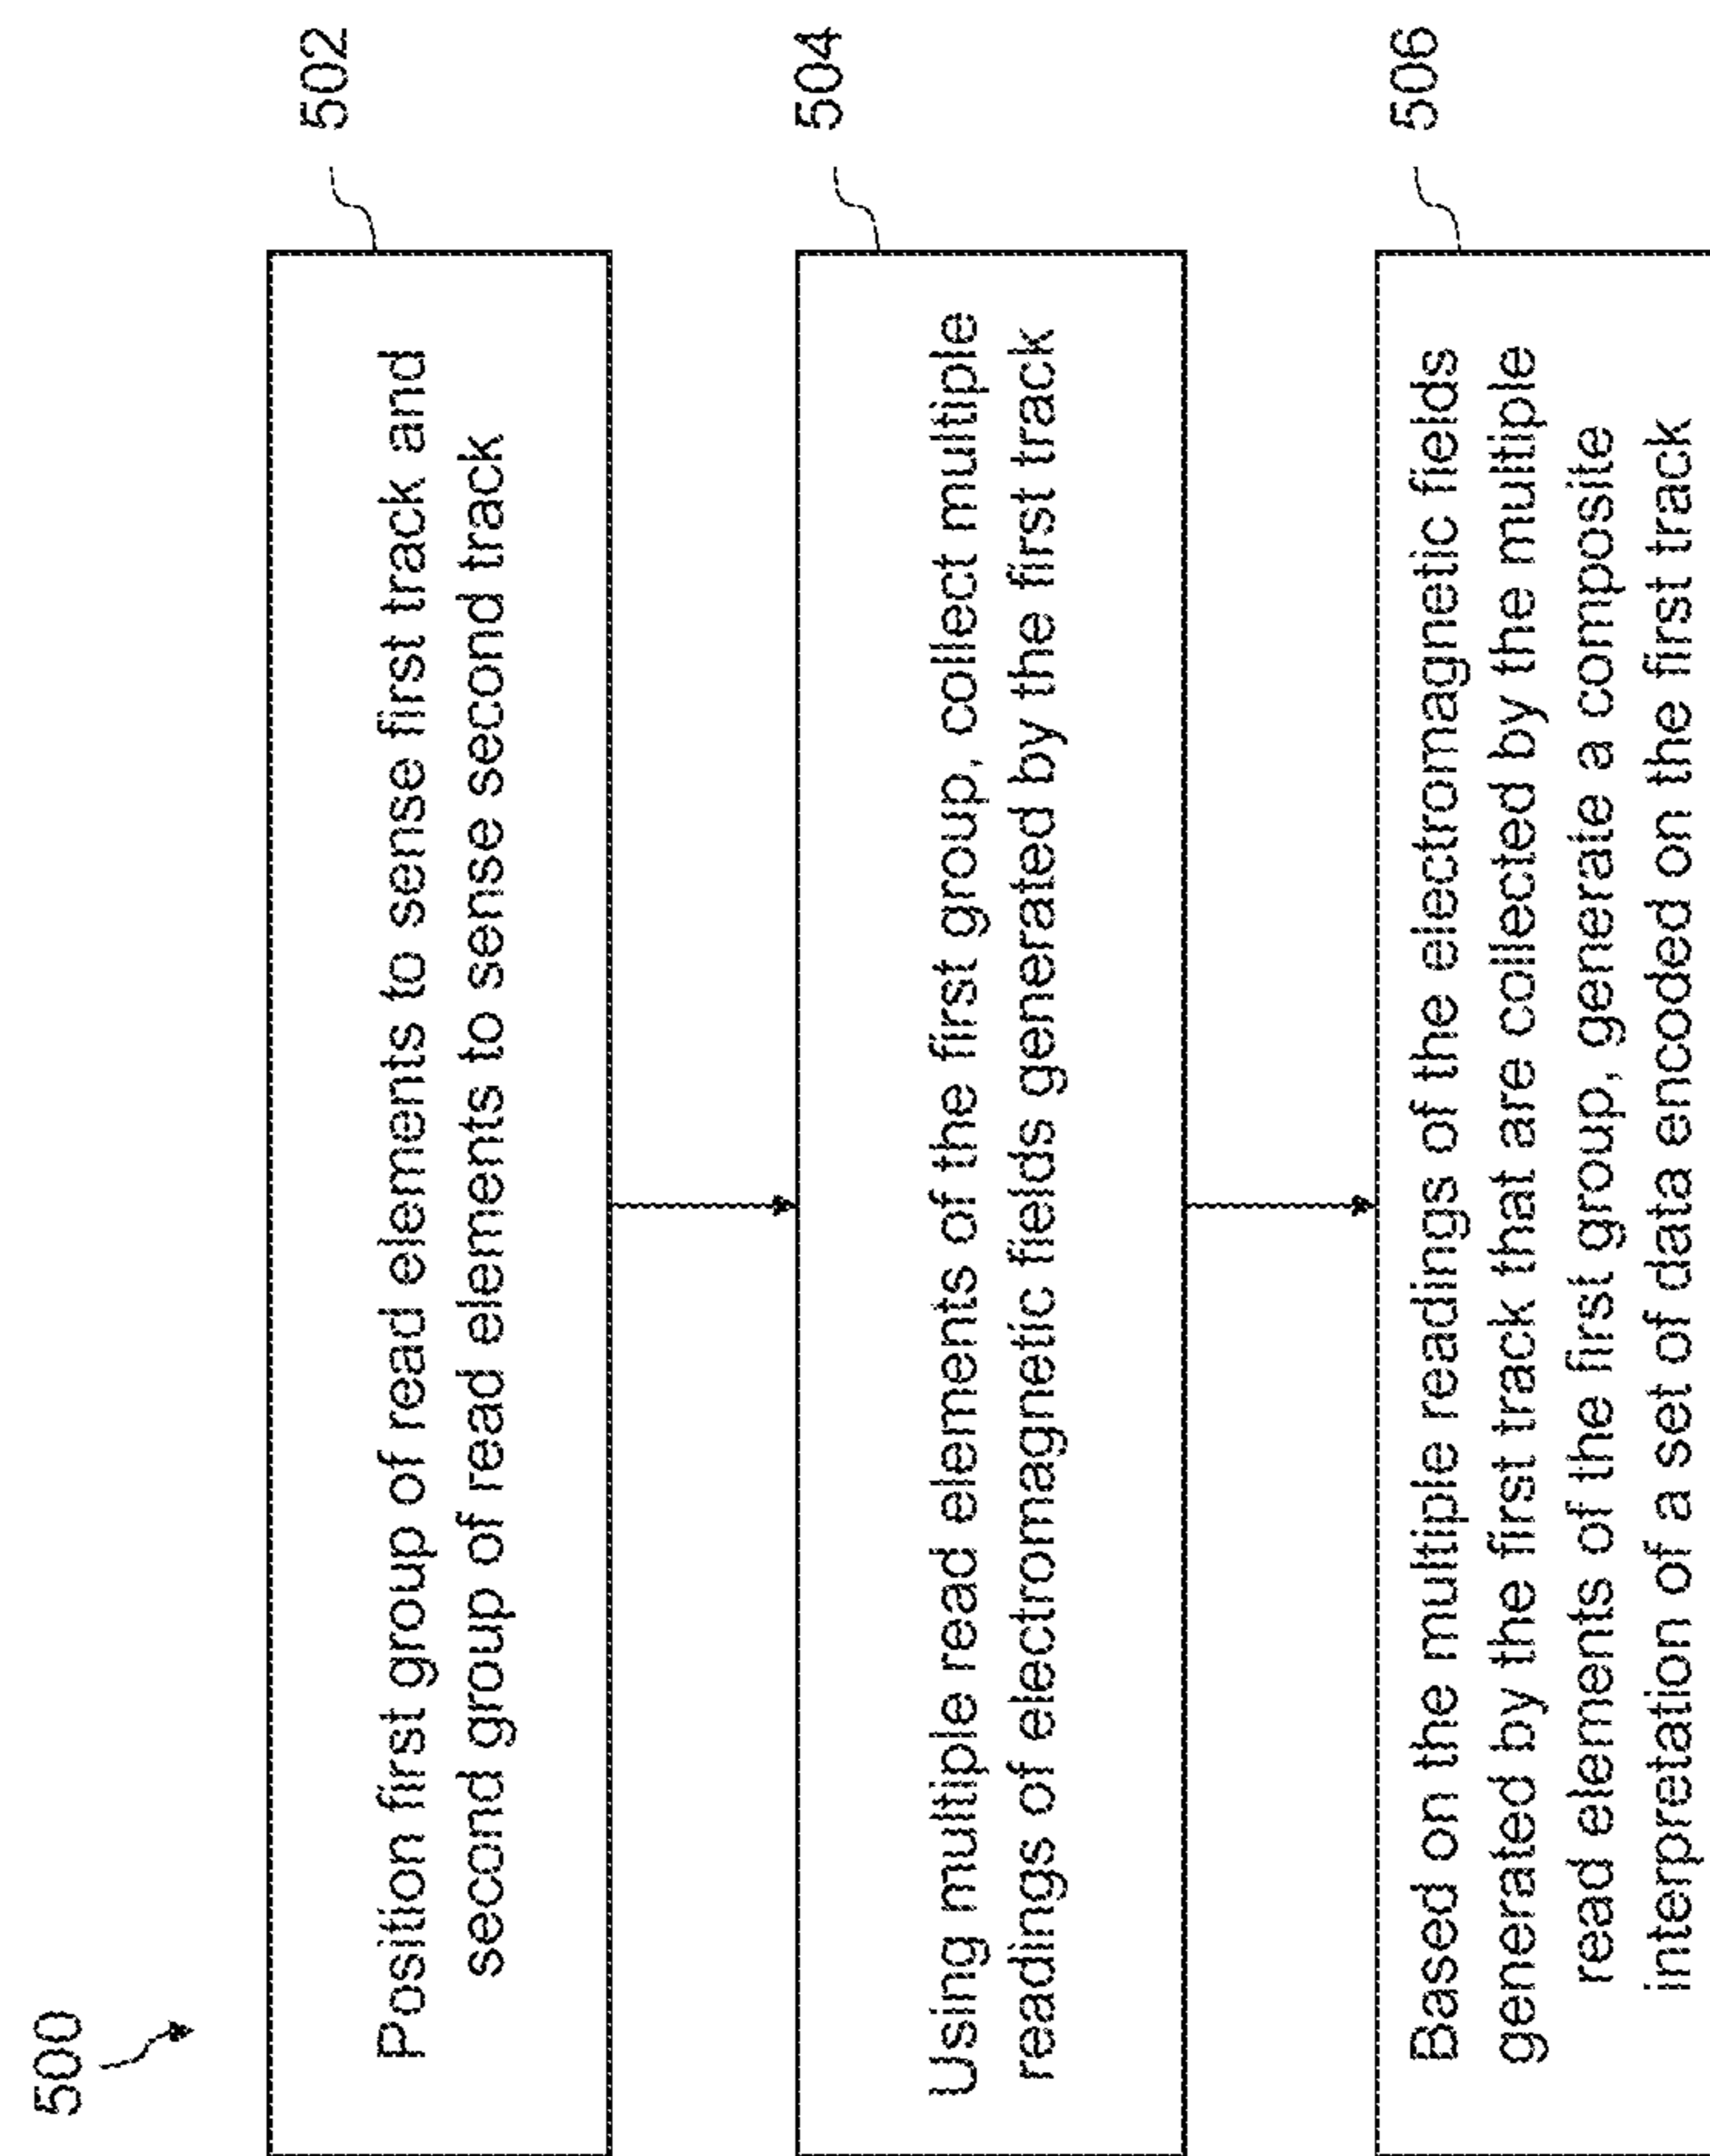 500
502
Position first group of read elements to sense first track and
second group of read elements to sense second track
504
Using multiple read elements of the first group, collect multiple
readings of electromagnetic fields generated by the first track
506
Based on the multiple readings of the electromagnetic fields
generated by the first track that are collected by the multiple
read elements of the first group, generate a composite
interpretation of a set of data encoded on the first track